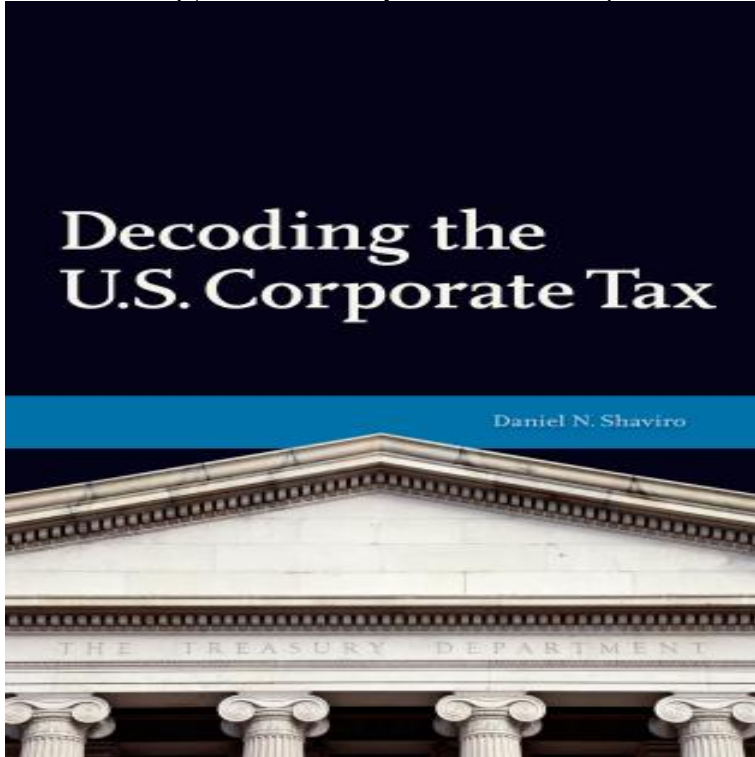 Decoding the
U.S. Corporate Tax
Daniel N. Shaviro
THE TREASURY DEPARTMENT